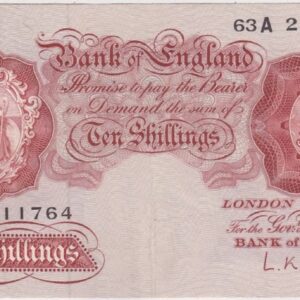 63A 2
Bank of England
Promise to pay the Bearer
on Demand the sum of
Ten Shillings
11764
LONDON
For the Gov
BANK of
hillings
L.K